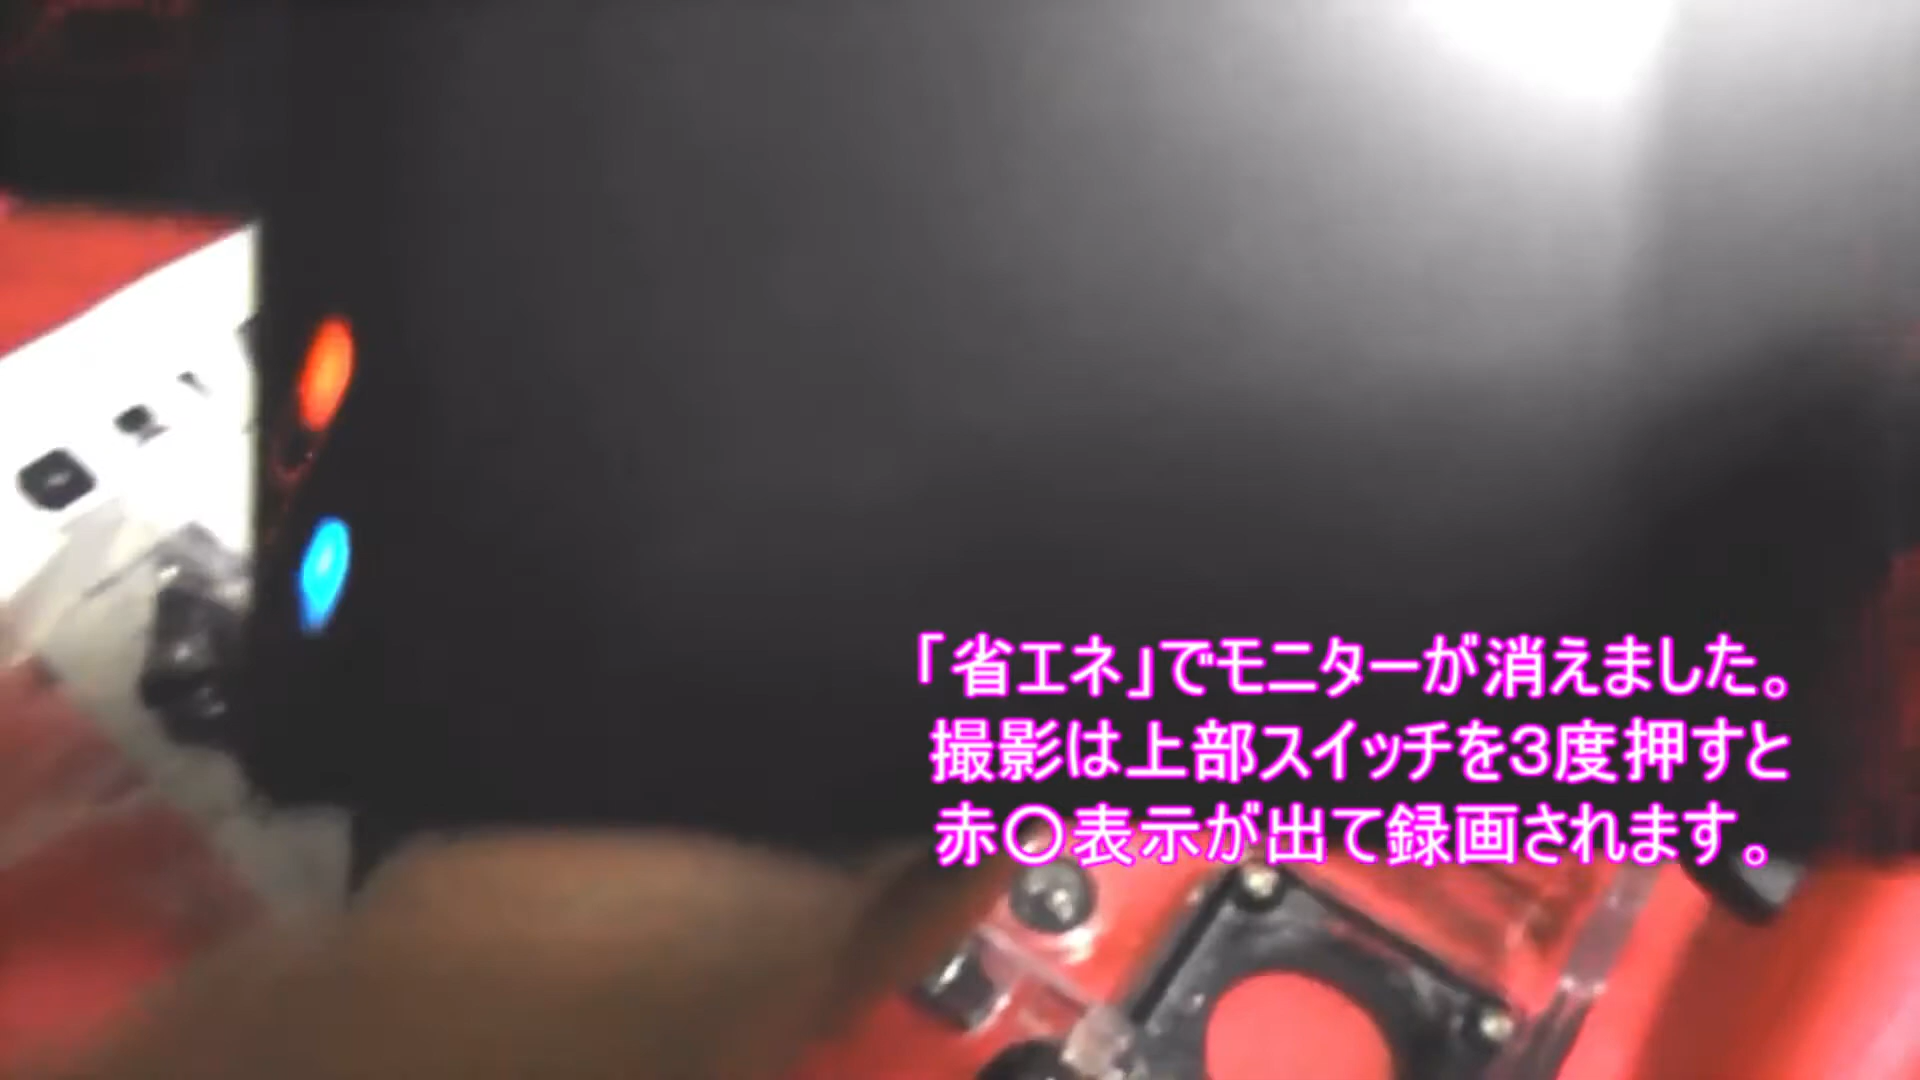 「省エネ」でモニターが消えました。
撮影は上部スイッチを３度押すと
赤〇表示が出て録画されます。